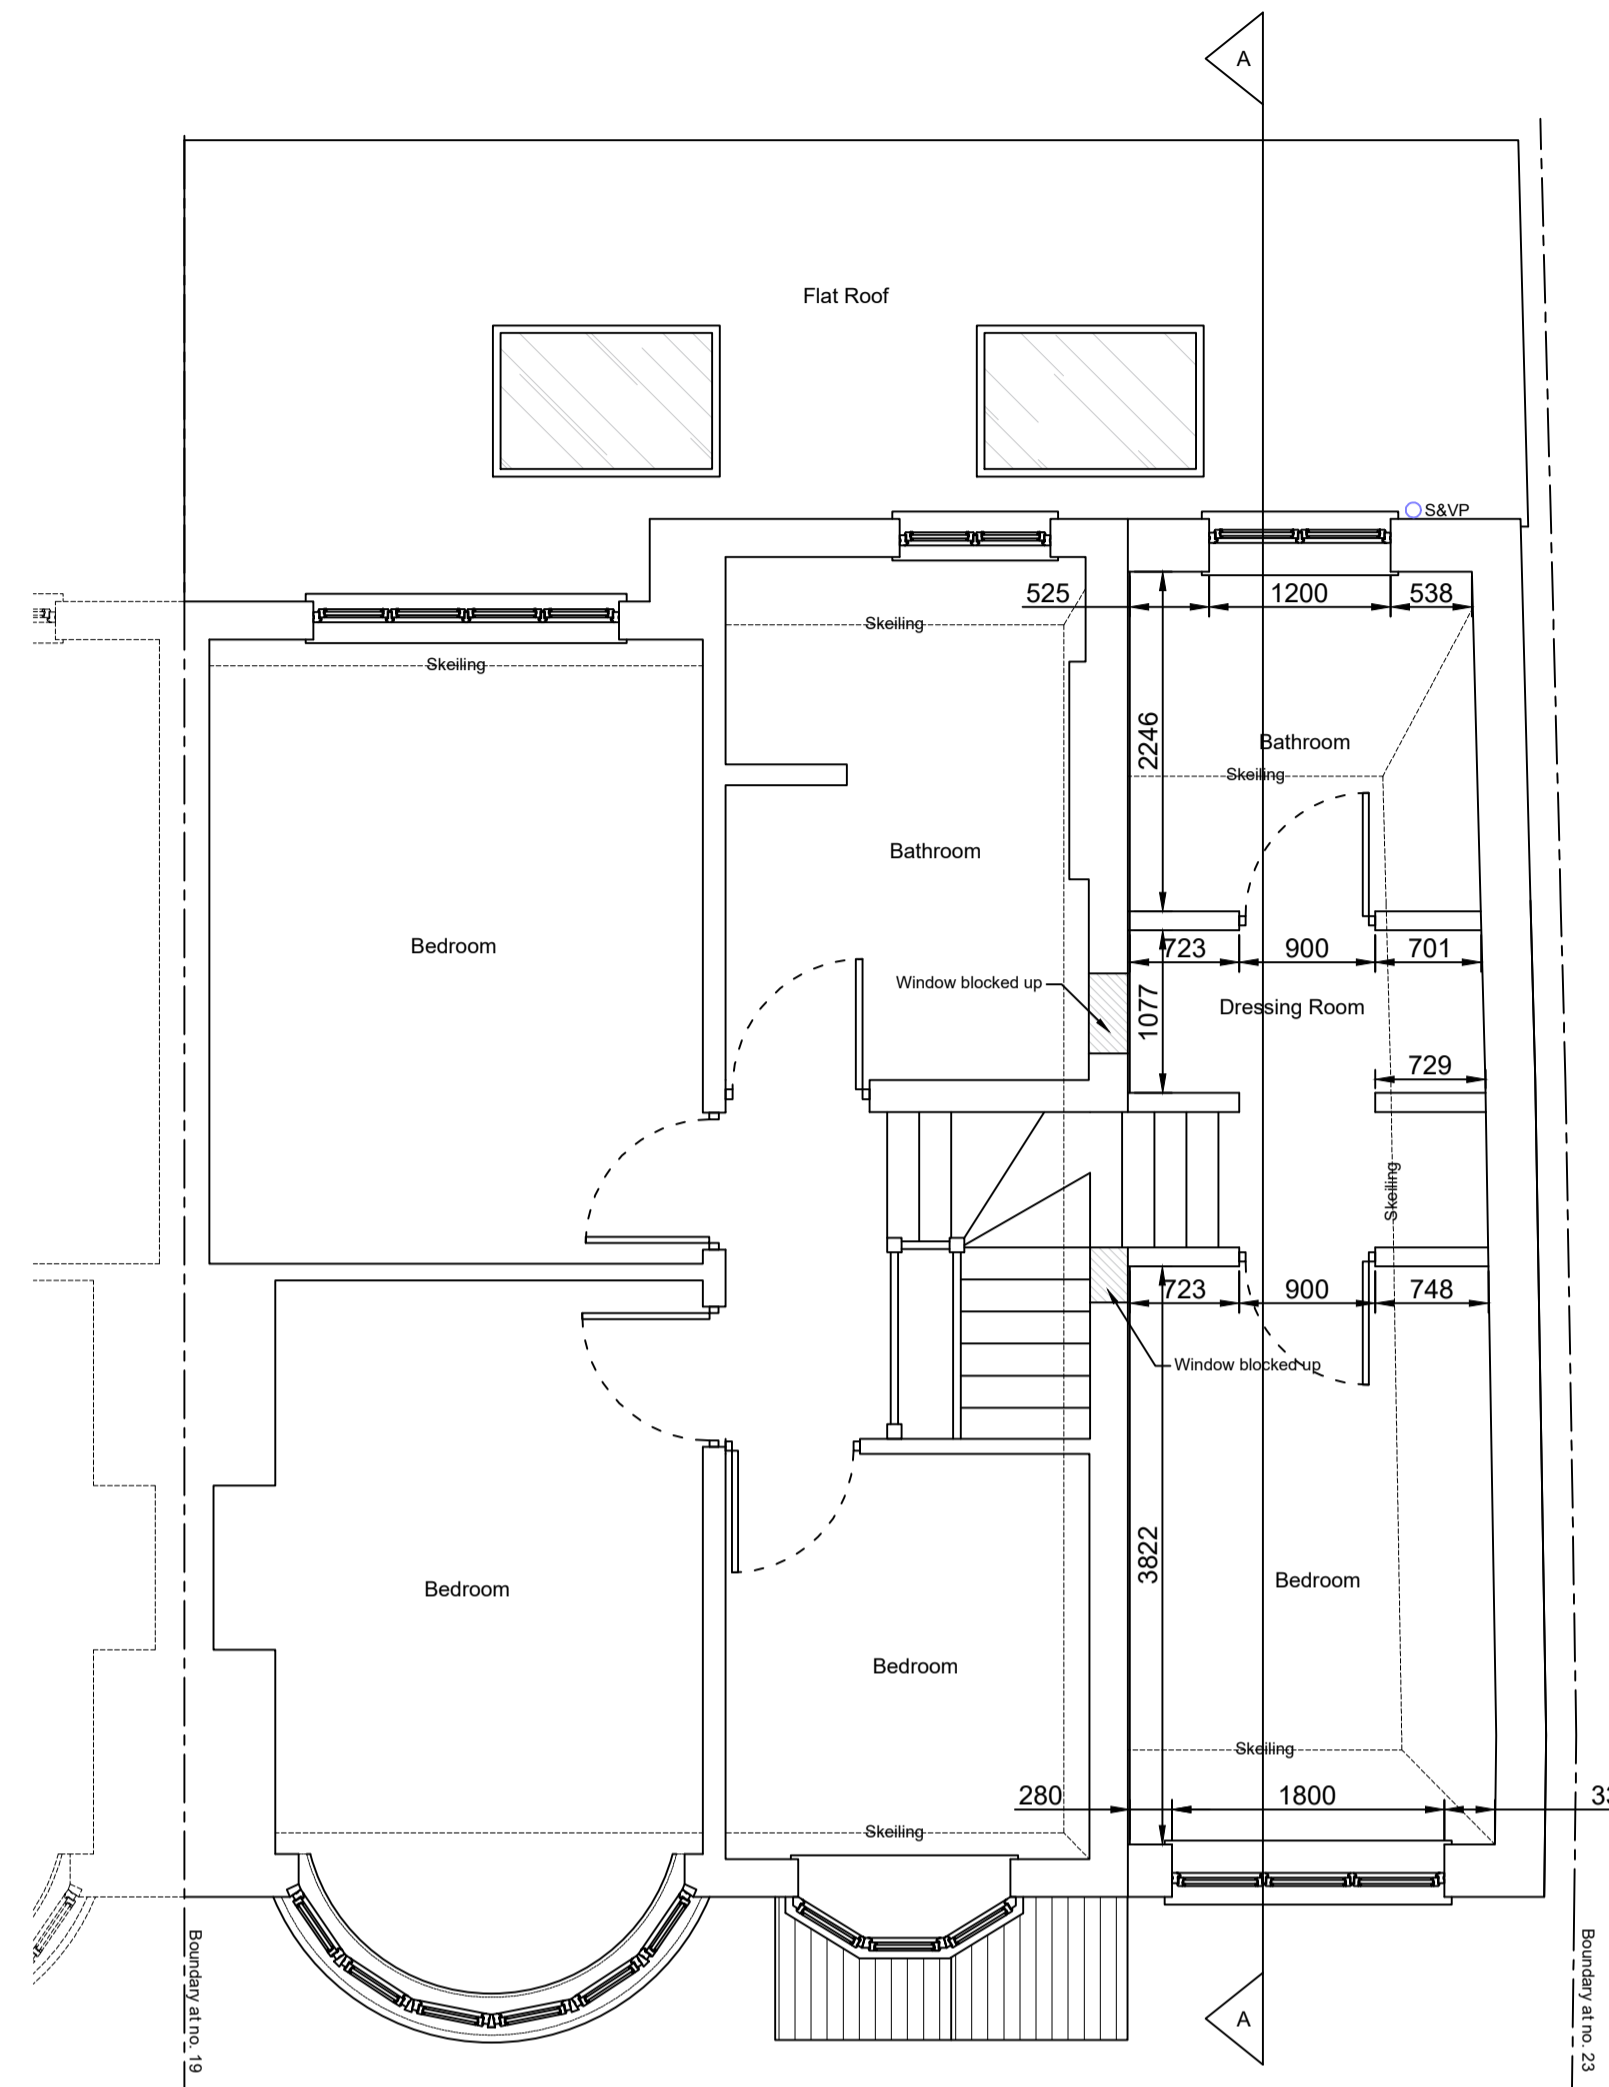 A
Flat Roof
S&VP
525
1200
538
Skeiling
Skeiling
2246
Bathroom
Skeiling
Bathroom
Bedroom
723
900
701
Window blocked up
1077
Dressing Room
729
Skeiling
723
900
748
Window blocked up
3822
Bedroom
Bedroom
Bedroom
Skeiling
280
1800
Skeiling
Boundary at no. 19
Boundary at no. 23
A